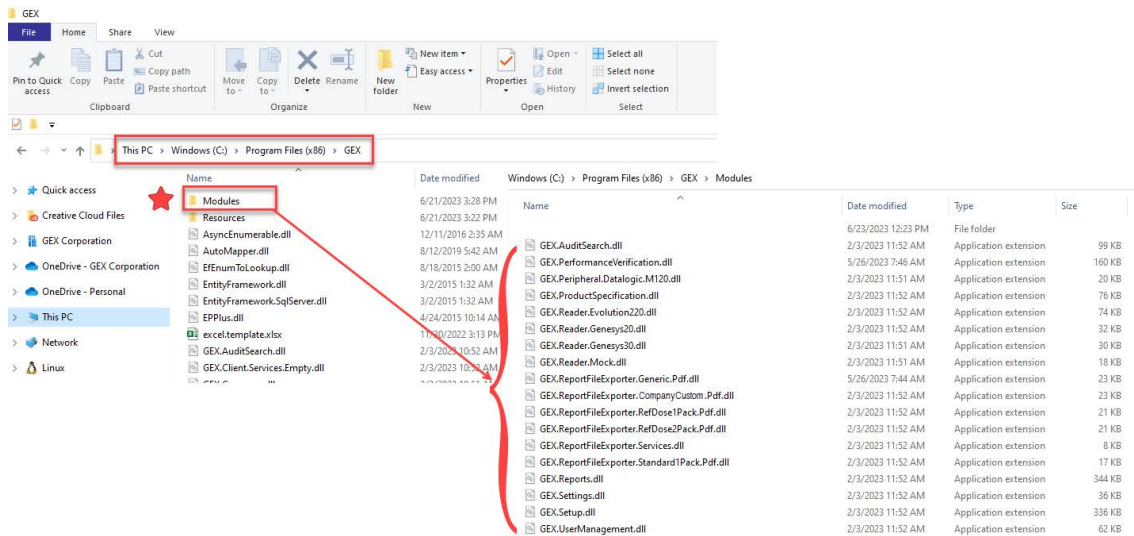 GEX
File Home Share View
Pin to Quick access
Copy
Paste
Cut
Copy path
Paste shortcut
Clipboard
Move to
Copy to
Delete
Rename
Organize
New folder
New item
Easy access
New
Properties
Open
Edit
History
Open
Select all
Select none
Invert selection
Select
This PC > Windows (C:) > Program Files (x86) > GEX
Quick access
Creative Cloud Files
GEX Corporation
OneDrive - GEX Corporation
OneDrive - Personal
This PC
Network
Linux
Name Date modified
Modules 6/21/2023 3:28 PM
Resources 6/21/2023 3:22 PM
AsyncEnumerable.dll 12/11/2016 2:35 AM
AutoMapper.dll 8/12/2019 5:42 AM
EfEnumToLookup.dll 8/18/2015 2:00 AM
EntityFramework.dll 3/2/2015 1:32 AM
EntityFramework.SqlServer.dll 3/2/2015 1:32 AM
EPPlus.dll 4/24/2015 10:14 AM
excel.template.xlsx 11/30/2022 3:13 PM
GEX.AuditSearch.dll 2/3/2023 10:52 AM
GEX.Client.Services.Empty.dll 2/3/2023 10:52 AM
Windows (C:) > Program Files (x86) > GEX > Modules
Name Date modified Type Size
6/23/2023 12:23 PM File folder
GEX.AuditSearch.dll 2/3/2023 11:52 AM Application extension 99 KB
GEX.PerformanceVerification.dll 5/26/2023 7:46 AM Application extension 160 KB
GEX.Peripheral.Datalogic.M120.dll 2/3/2023 11:51 AM Application extension 20 KB
GEX.ProductSpecification.dll 2/3/2023 11:52 AM Application extension 76 KB
GEX.Reader.Evolution220.dll 2/3/2023 11:52 AM Application extension 74 KB
GEX.Reader.Genesys20.dll 2/3/2023 11:52 AM Application extension 32 KB
GEX.Reader.Genesys30.dll 2/3/2023 11:51 AM Application extension 30 KB
GEX.Reader.Mock.dll 2/3/2023 11:51 AM Application extension 18 KB
GEX.ReportFileExporter.Generic.Pdf.dll 5/26/2023 7:44 AM Application extension 23 KB
GEX.ReportFileExporter.CompanyCustom.Pdf.dll 2/3/2023 11:52 AM Application extension 23 KB
GEX.ReportFileExporter.RefDose1Pack.Pdf.dll 2/3/2023 11:52 AM Application extension 21 KB
GEX.ReportFileExporter.RefDose2Pack.Pdf.dll 2/3/2023 11:52 AM Application extension 21 KB
GEX.ReportFileExporter.Services.dll 2/3/2023 11:52 AM Application extension 8 KB
GEX.ReportFileExporter.Standard1Pack.Pdf.dll 2/3/2023 11:52 AM Application extension 17 KB
GEX.Reports.dll 2/3/2023 11:52 AM Application extension 344 KB
GEX.Settings.dll 2/3/2023 11:52 AM Application extension 36 KB
GEX.Setup.dll 2/3/2023 11:52 AM Application extension 336 KB
GEX.UserManagement.dll 2/3/2023 11:52 AM Application extension 62 KB